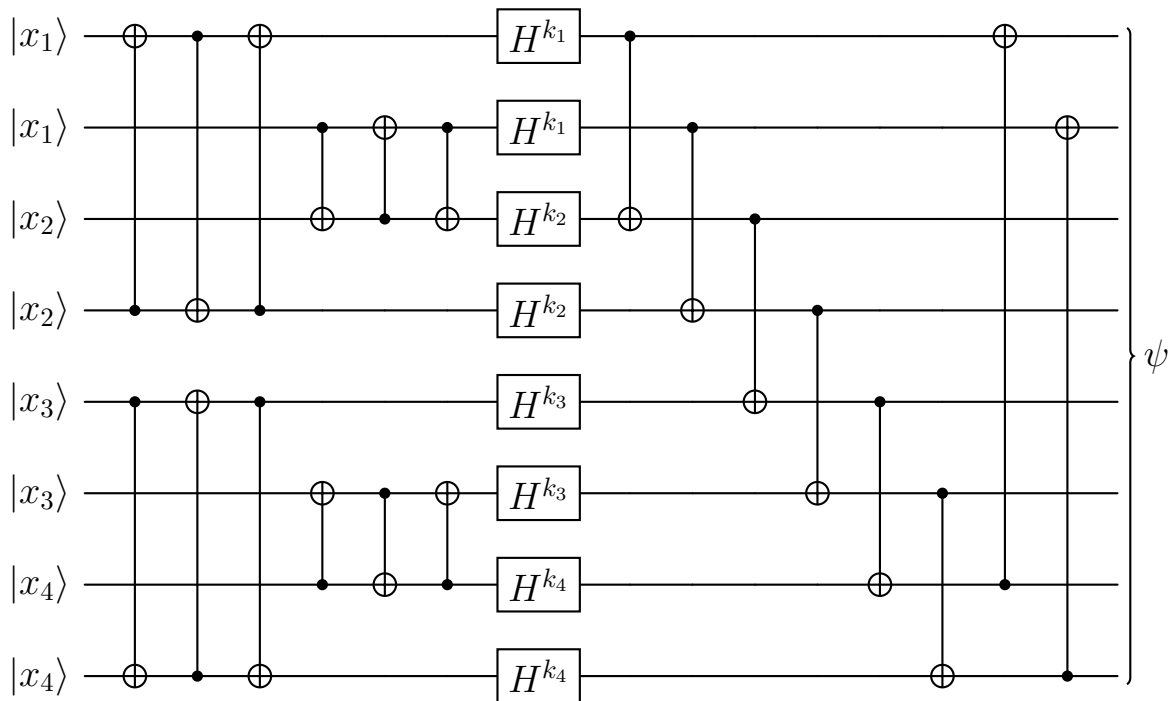 |x₁⟩ H^{k₁}
|x₁⟩ H^{k₁}
|x₂⟩ H^{k₂}
|x₂⟩ H^{k₂}
ψ
|x₃⟩ H^{k₃}
|x₃⟩ H^{k₃}
|x₄⟩ H^{k₄}
|x₄⟩ H^{k₄}